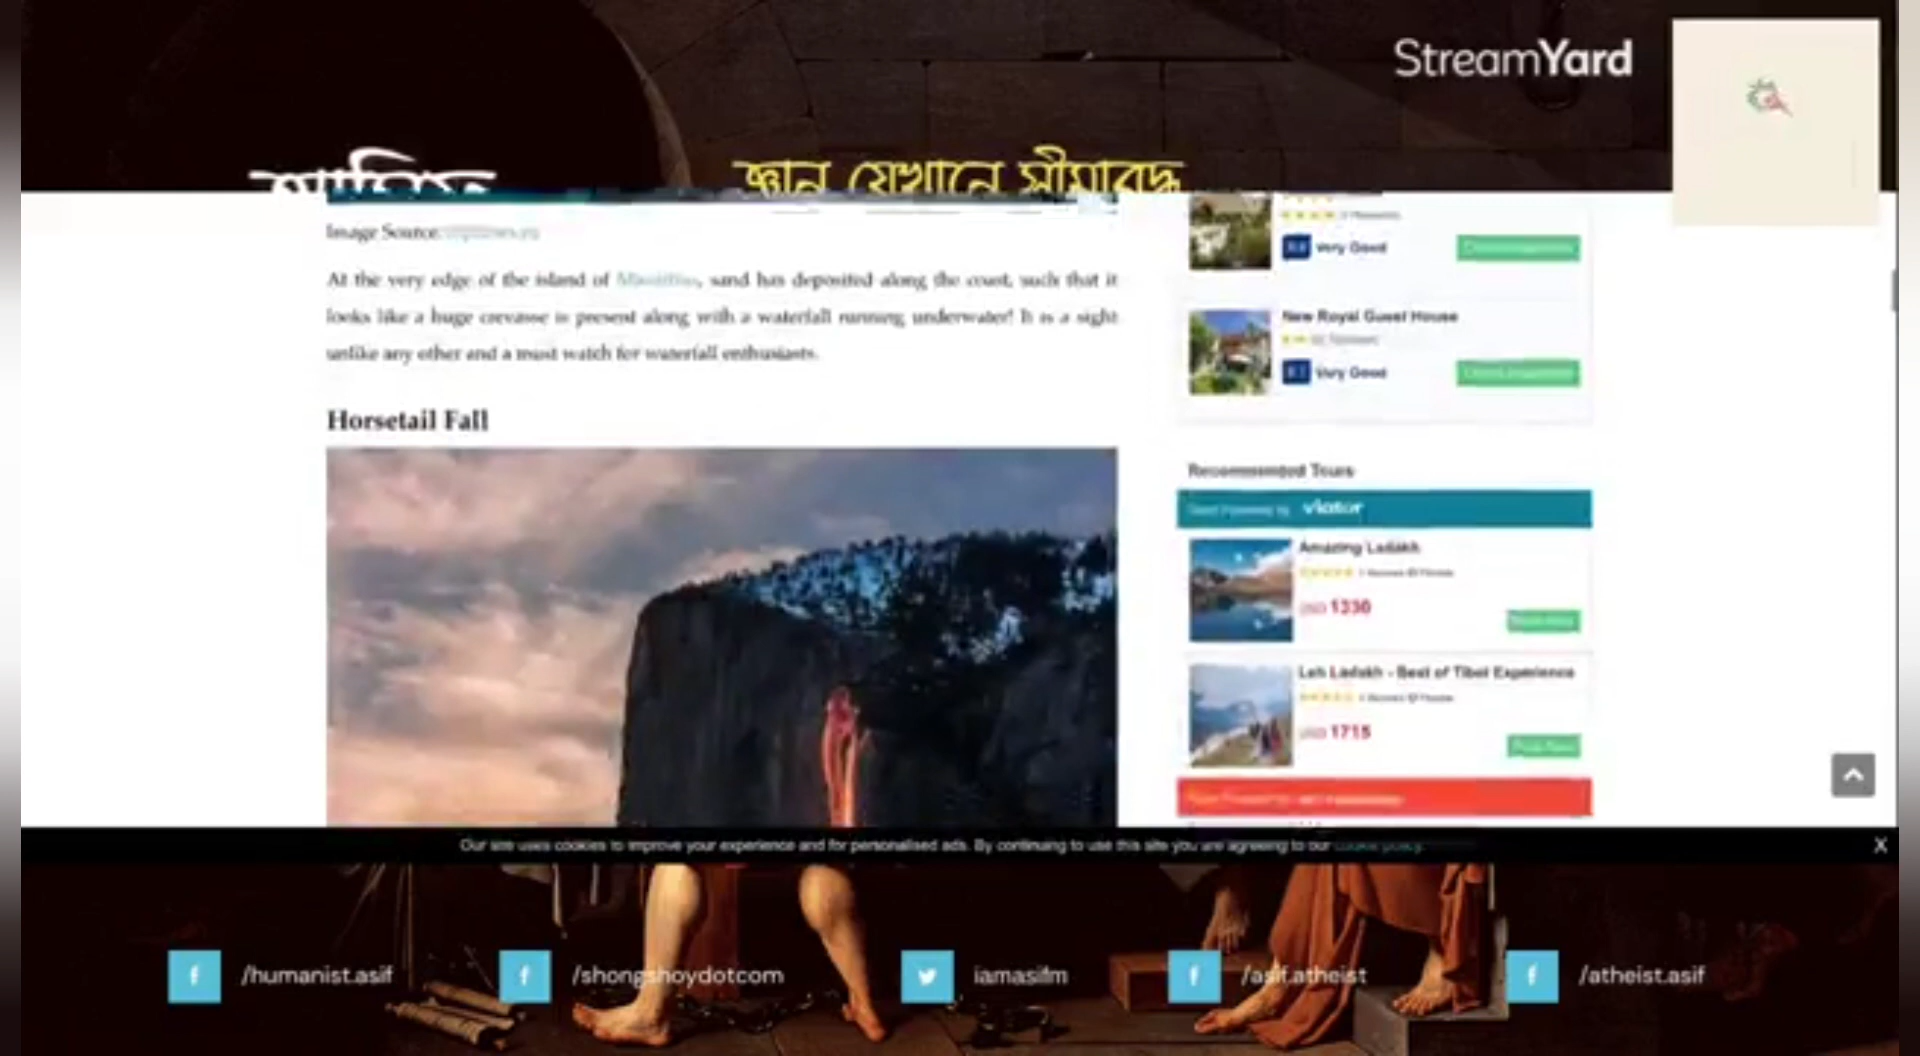 StreamYard
জ্ঞান যেখানে সীমাবদ্ধ
Image Source:
At the very edge of the island of Mauritius, sand has deposited along the coast, such that it
looks like a huge crevasse is present along with a waterfall running underwater! It is a sight
unlike any other and a must watch for waterfall enthusiasts.
Horsetail Fall
Very Good
New Royal Guest House
Very Good
Recommended Tours
viator
Amazing Ladakh
USD 1330
Leh Ladakh - Best of Tibet Experience
USD 1715
Our site uses cookies to improve your experience and for personalised ads. By continuing to use this site you are agreeing to our cookie policy.
X
/humanist.asif
/shongshoydotcom
iamasifm
/asif.atheist
/atheist.asif